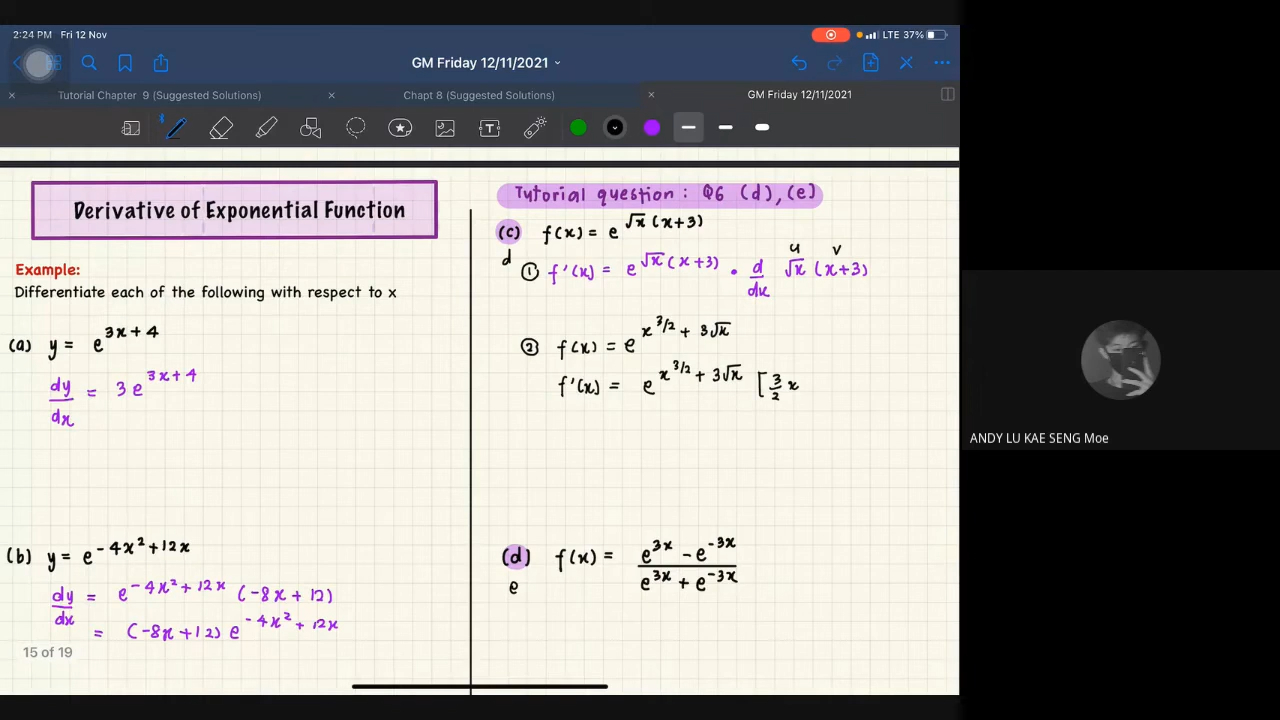 2:24 PM Fri 12 Nov
LTE 37%
GM Friday 12/11/2021
Tutorial Chapter 9 (Suggested Solutions)
Chapt 8 (Suggested Solutions)
GM Friday 12/11/2021
Derivative of Exponential Function
Example:
Differentiate each of the following with respect to x
(a) y = e^{3x+4}
dy/dx = 3e^{3x+4}
(b) y = e^{-4x²+12x}
dy/dx = e^{-4x²+12x} (-8x+12)
= (-8x+12) e^{-4x²+12x}
15 of 19
Tutorial question : Q6 (d),(e)
(c) f(x) = e^{√x(x+3)}
d
u v
① f'(x) = e^{√x(x+3)} · d/dx √x (x+3)
② f(x) = e^{x^{3/2} + 3√x}
f'(x) = e^{x^{3/2} + 3√x} [3/2 x
(d) f(x) = (e^{3x} - e^{-3x})/(e^{3x} + e^{-3x})
e
ANDY LU KAE SENG Moe